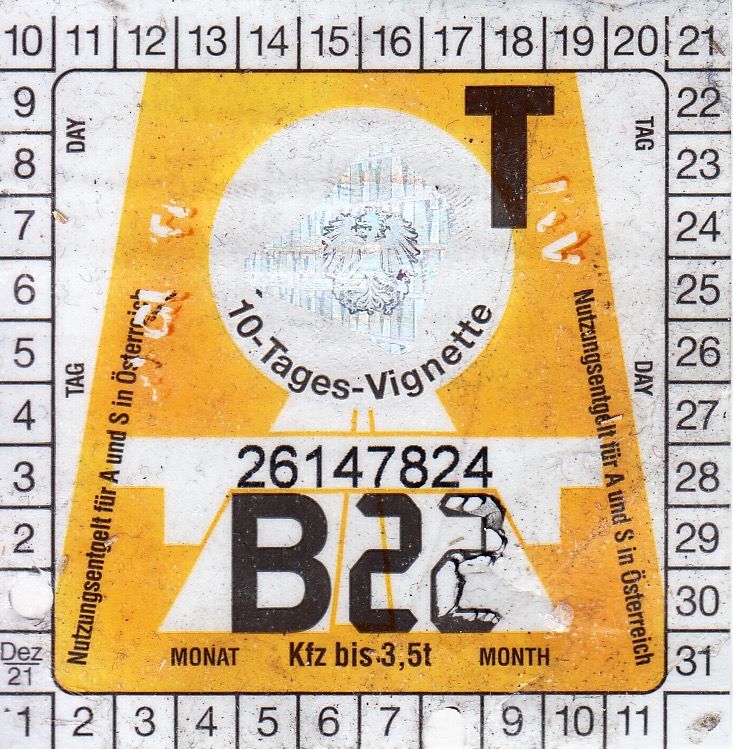 10 11 12 13 14 15 16 17 18 19 20 21
9 DAY T TAG 22
8 23
7 24
6 25
5 26
4 27
3 28
2 29
30
Dez 21 31
1 2 3 4 5 6 7 9 10 11
10-Tages-Vignette
TAG DAY
Nutzungsentgelt für A und S in Österreich
Nutzungsentgelt für A und S in Österreich
26147824
B22
MONAT Kfz bis 3,5t MONTH